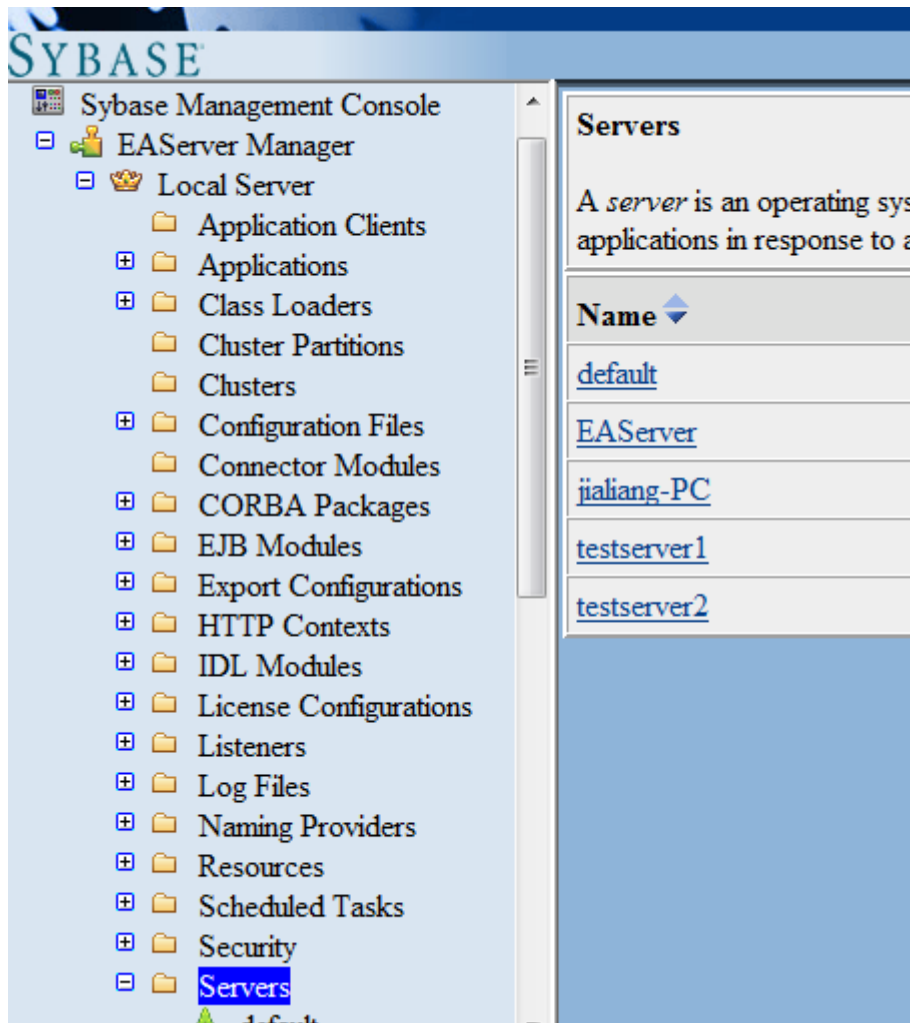 SYBASE
Sybase Management Console
EAServer Manager
Local Server
Application Clients
Applications
Class Loaders
Cluster Partitions
Clusters
Configuration Files
Connector Modules
CORBA Packages
EJB Modules
Export Configurations
HTTP Contexts
IDL Modules
License Configurations
Listeners
Log Files
Naming Providers
Resources
Scheduled Tasks
Security
Servers
default
Servers
A server is an operating sys
applications in response to a
Name
default
EAServer
jialiang-PC
testserver1
testserver2